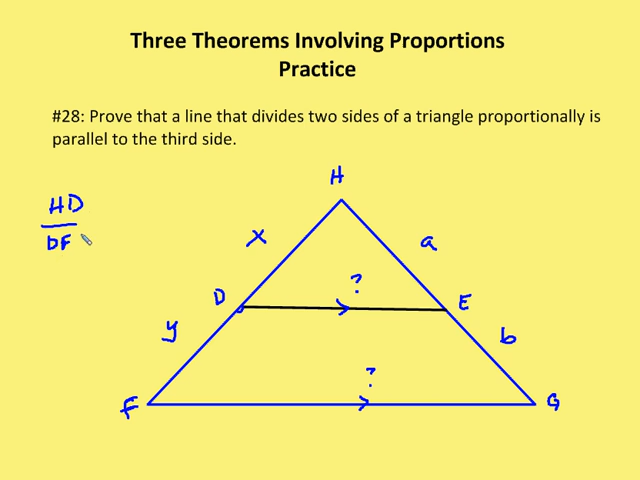 Three Theorems Involving Proportions
Practice
#28: Prove that a line that divides two sides of a triangle proportionally is
parallel to the third side.
H
HD
DF
x
a
?
D
E
y
b
?
F
G